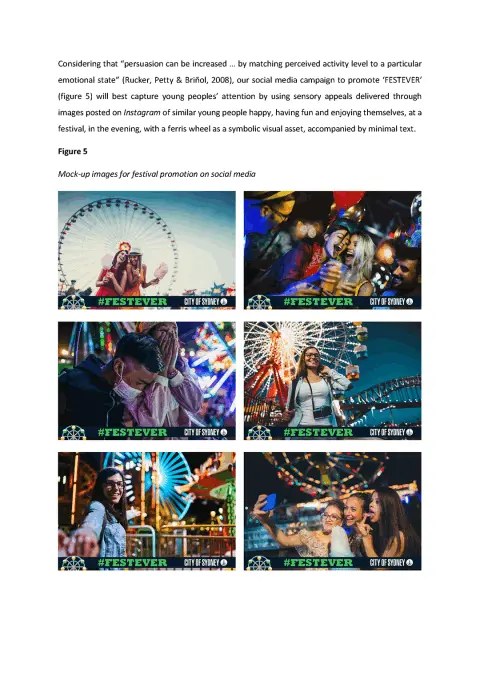 Considering that “persuasion can be increased … by matching perceived activity level to a particular
emotional state” (Rucker, Petty & Briñol, 2008), our social media campaign to promote ‘FESTEVER’
(figure 5) will best capture young peoples’ attention by using sensory appeals delivered through
images posted on Instagram of similar young people happy, having fun and enjoying themselves, at a
festival, in the evening, with a ferris wheel as a symbolic visual asset, accompanied by minimal text.
Figure 5
Mock-up images for festival promotion on social media
#FESTEVER CITY OF SYDNEY
#FESTEVER CITY OF SYDNEY
#FESTEVER CITY OF SYDNEY
#FESTEVER CITY OF SYDNEY
#FESTEVER CITY OF SYDNEY
#FESTEVER CITY OF SYDNEY